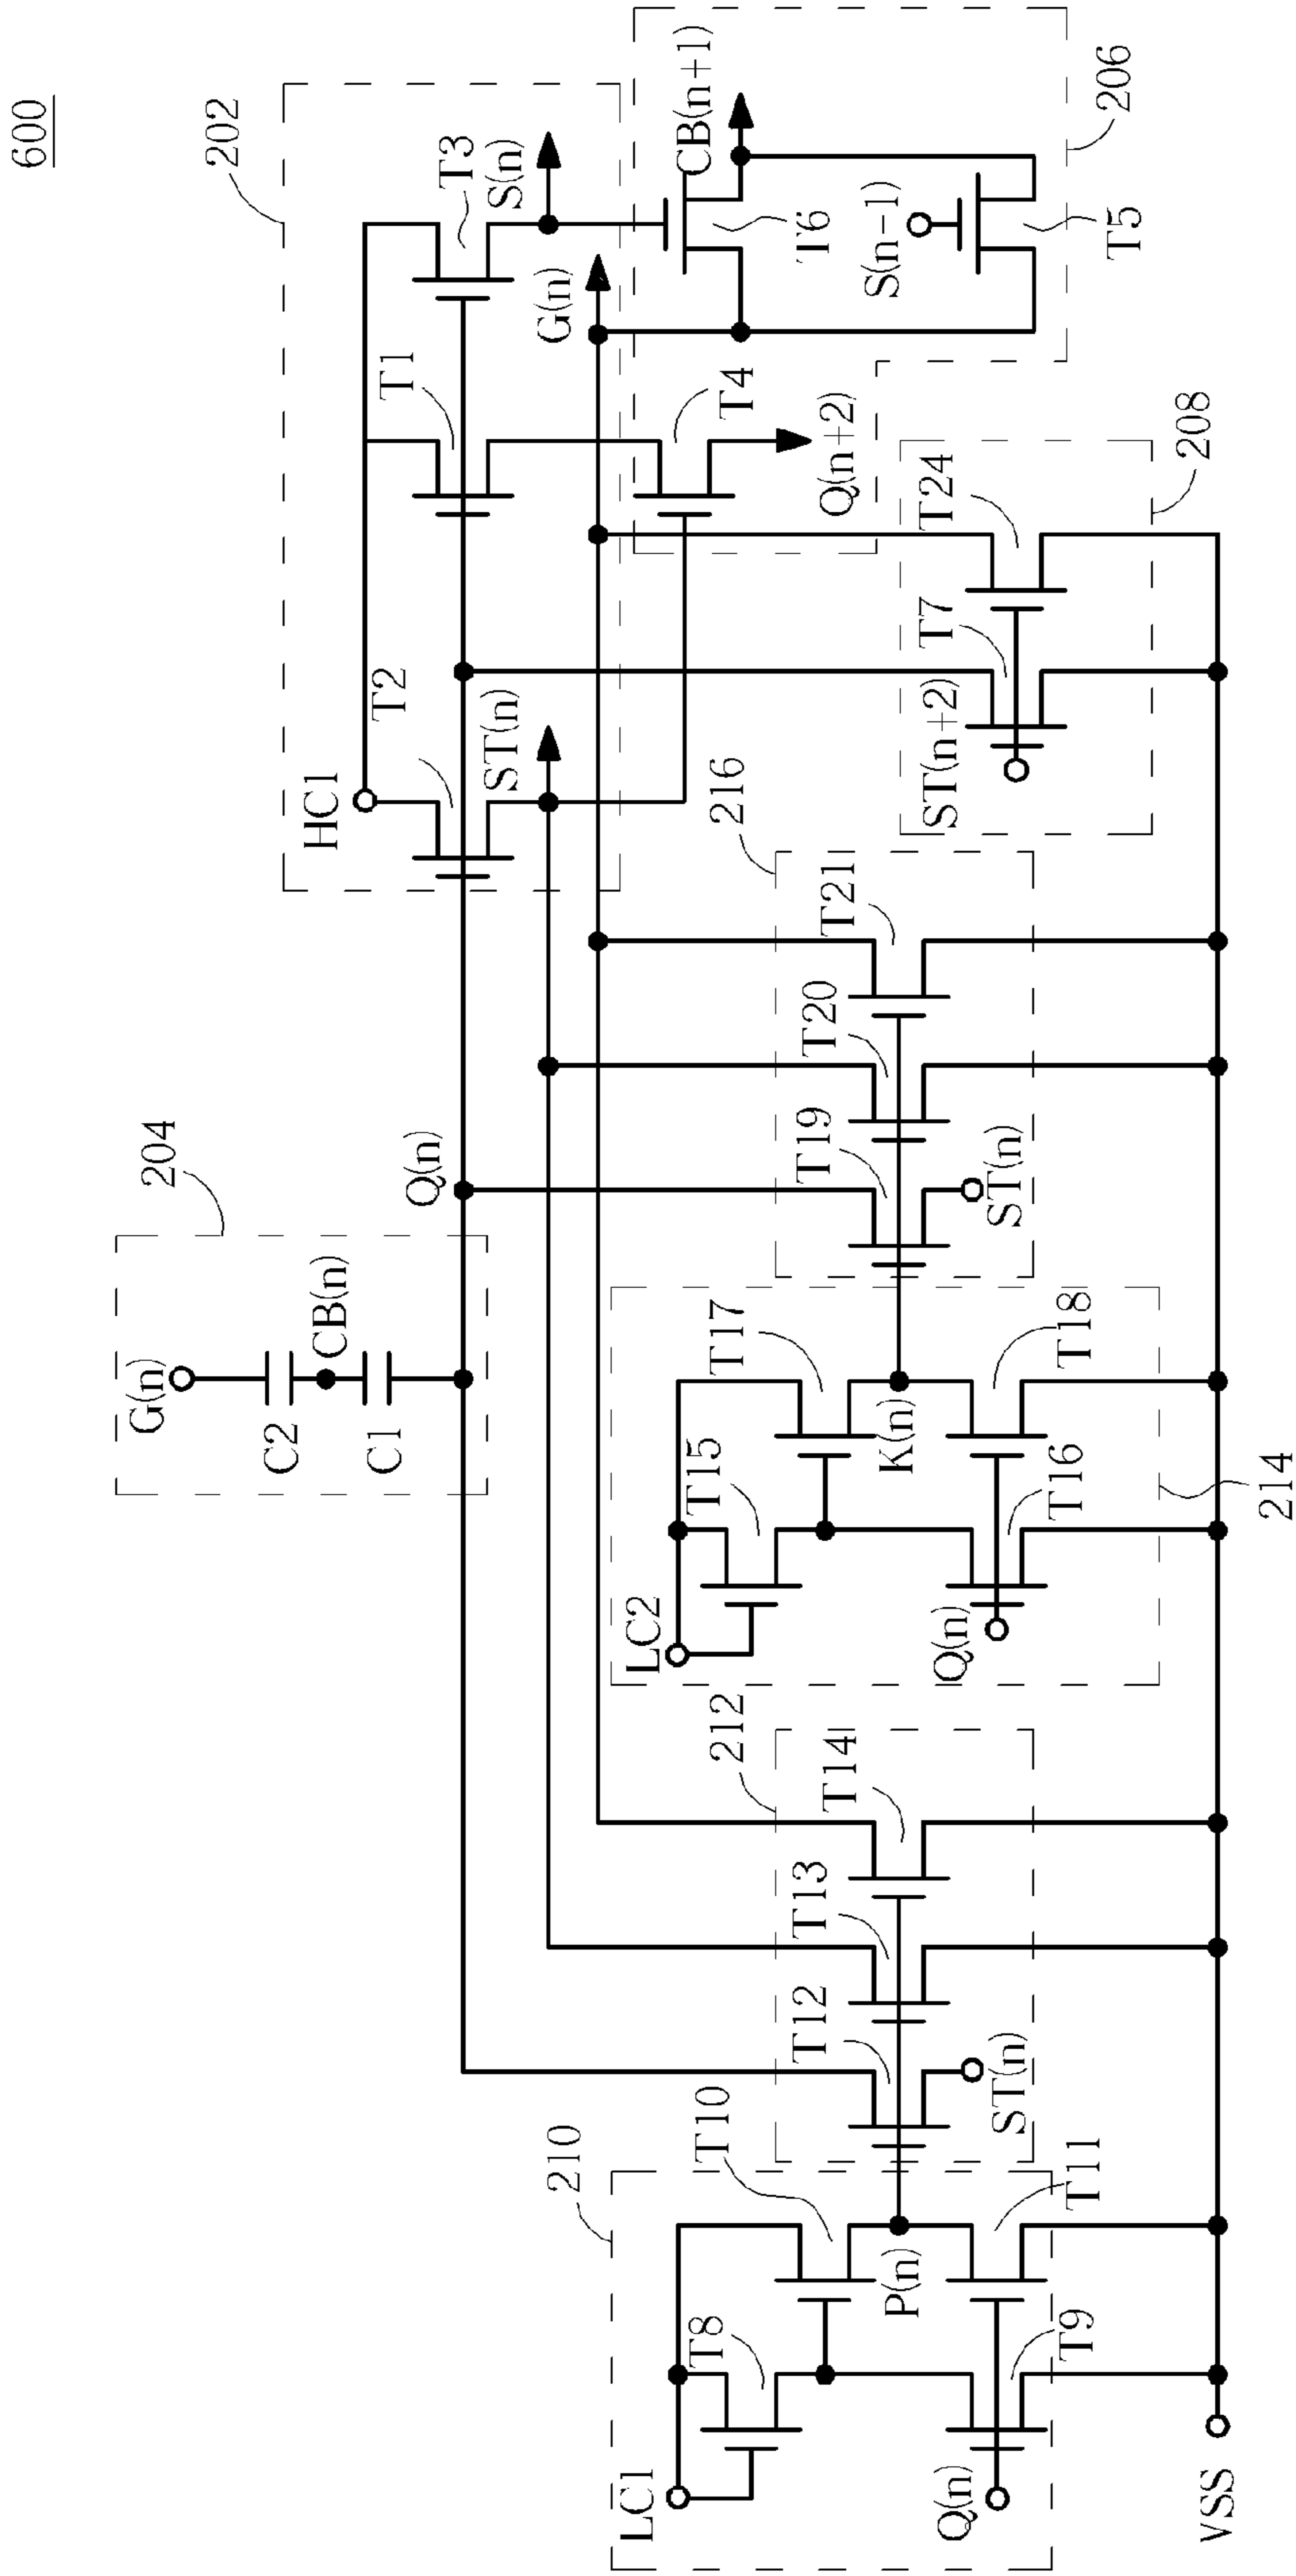 600
202
HC1
T2
T1
T3
ST(n)
S(n)
G(n)
204
G(n)
C2
CB(n)
C1
Q(n)
CB(n+1)
T6
S(n-1)
T5
206
T4
Q(n+2)
208
T24
T7
ST(n+2)
216
T21
T20
T19
ST(n)
LC2
T15
T17
K(n)
T18
T16
Q(n)
214
212
T14
T13
T12
ST(n)
210
LC1
T8
T10
P(n)
T11
T9
Q(n)
VSS